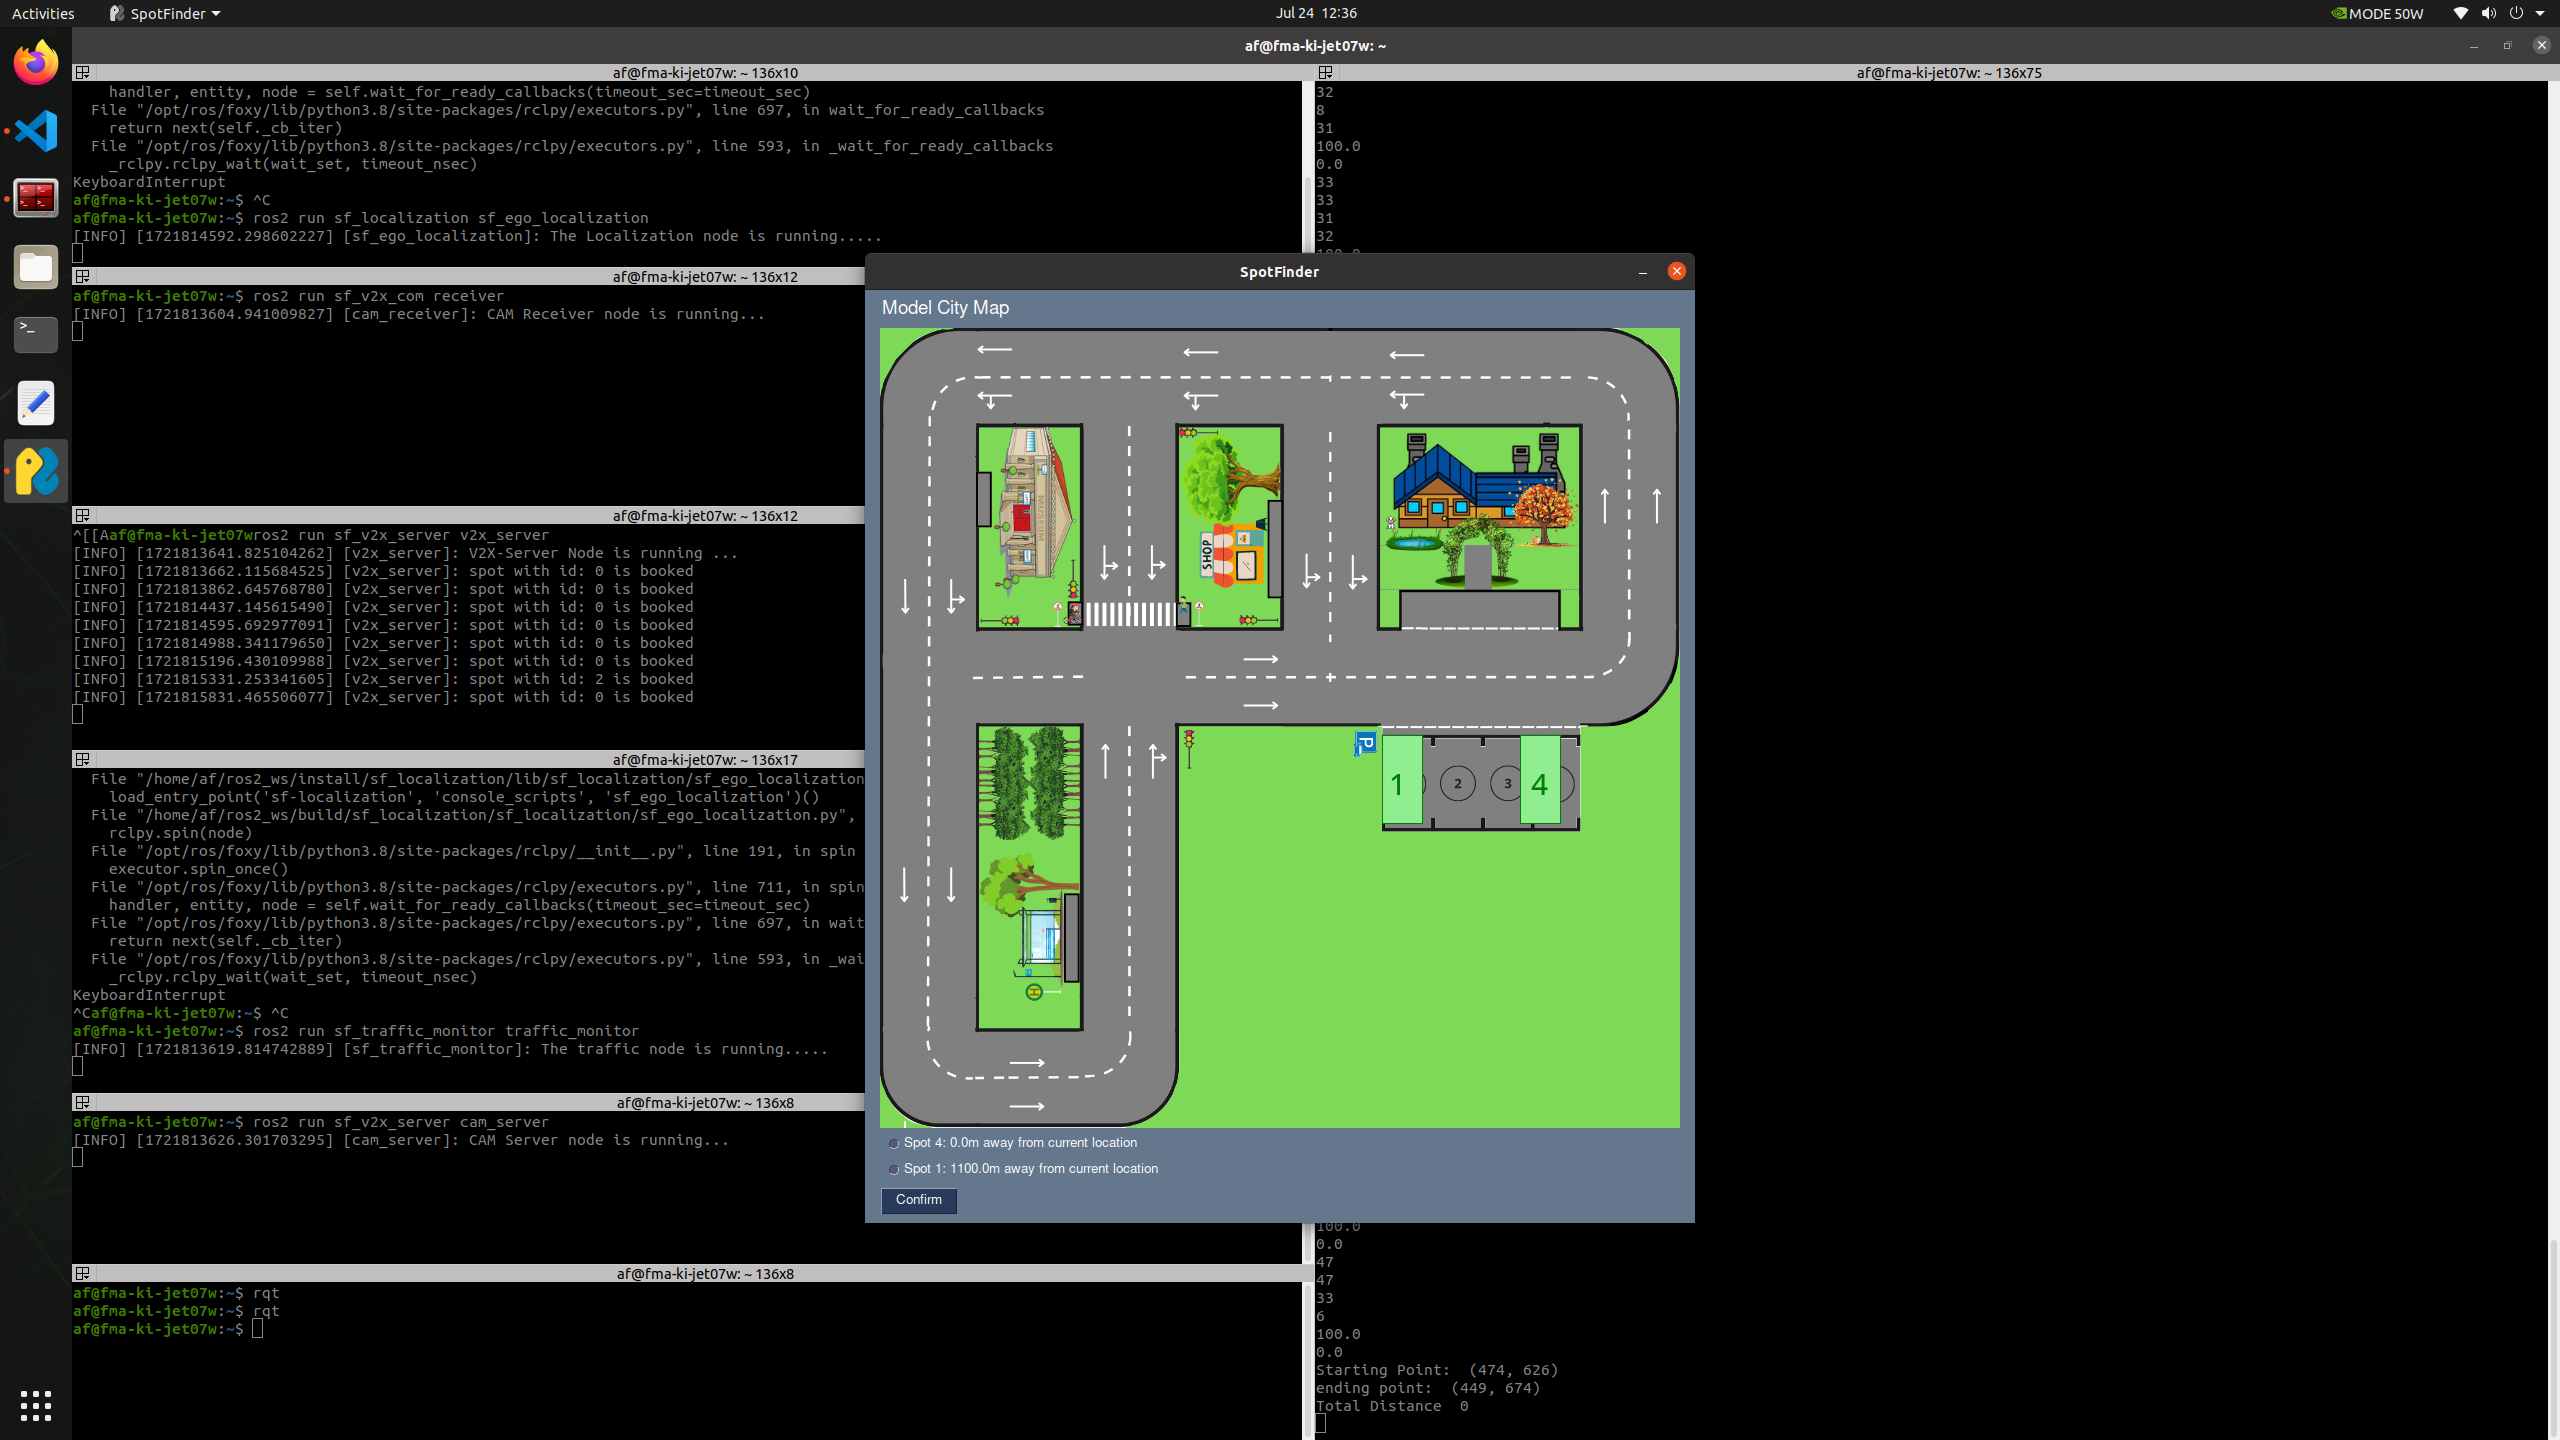 Activities
SpotFinder
Jul 24 12:36
MODE 50W
af@fma-ki-jet07w: ~
af@fma-ki-jet07w: ~ 136x10
handler, entity, node = self.wait_for_ready_callbacks(timeout_sec=timeout_sec)
File "/opt/ros/foxy/lib/python3.8/site-packages/rclpy/executors.py", line 697, in wait_for_ready_callbacks
return next(self._cb_iter)
File "/opt/ros/foxy/lib/python3.8/site-packages/rclpy/executors.py", line 593, in _wait_for_ready_callbacks
_rclpy.rclpy_wait(wait_set, timeout_nsec)
KeyboardInterrupt
af@fma-ki-jet07w:~$ ^C
af@fma-ki-jet07w:~$ ros2 run sf_localization sf_ego_localization
[INFO] [1721814592.298602227] [sf_ego_localization]: The Localization node is running.....
af@fma-ki-jet07w: ~ 136x12
af@fma-ki-jet07w:~$ ros2 run sf_v2x_com receiver
[INFO] [1721813604.941009827] [cam_receiver]: CAM Receiver node is running...
af@fma-ki-jet07w: ~ 136x12
^[[Aaf@fma-ki-jet07wros2 run sf_v2x_server v2x_server
[INFO] [1721813641.825104262] [v2x_server]: V2X-Server Node is running ...
[INFO] [1721813662.115684525] [v2x_server]: spot with id: 0 is booked
[INFO] [1721813862.645768780] [v2x_server]: spot with id: 0 is booked
[INFO] [1721814437.145615490] [v2x_server]: spot with id: 0 is booked
[INFO] [1721814595.692977091] [v2x_server]: spot with id: 0 is booked
[INFO] [1721814988.341179650] [v2x_server]: spot with id: 0 is booked
[INFO] [1721815196.430109988] [v2x_server]: spot with id: 0 is booked
[INFO] [1721815331.253341605] [v2x_server]: spot with id: 2 is booked
[INFO] [1721815831.465506077] [v2x_server]: spot with id: 0 is booked
af@fma-ki-jet07w: ~ 136x17
File "/home/af/ros2_ws/install/sf_localization/lib/sf_localization/sf_ego_localization
load_entry_point('sf-localization', 'console_scripts', 'sf_ego_localization')()
File "/home/af/ros2_ws/build/sf_localization/sf_localization/sf_ego_localization.py",
rclpy.spin(node)
File "/opt/ros/foxy/lib/python3.8/site-packages/rclpy/__init__.py", line 191, in spin
executor.spin_once()
File "/opt/ros/foxy/lib/python3.8/site-packages/rclpy/executors.py", line 711, in spin
handler, entity, node = self.wait_for_ready_callbacks(timeout_sec=timeout_sec)
File "/opt/ros/foxy/lib/python3.8/site-packages/rclpy/executors.py", line 697, in wait
return next(self._cb_iter)
File "/opt/ros/foxy/lib/python3.8/site-packages/rclpy/executors.py", line 593, in _wai
_rclpy.rclpy_wait(wait_set, timeout_nsec)
KeyboardInterrupt
^Caf@fma-ki-jet07w:~$ ^C
af@fma-ki-jet07w:~$ ros2 run sf_traffic_monitor traffic_monitor
[INFO] [1721813619.814742889] [sf_traffic_monitor]: The traffic node is running.....
af@fma-ki-jet07w: ~ 136x8
af@fma-ki-jet07w:~$ ros2 run sf_v2x_server cam_server
[INFO] [1721813626.301703295] [cam_server]: CAM Server node is running...
af@fma-ki-jet07w: ~ 136x8
af@fma-ki-jet07w:~$ rqt
af@fma-ki-jet07w:~$ rqt
af@fma-ki-jet07w:~$
af@fma-ki-jet07w: ~ 136x75
32
8
31
100.0
0.0
33
33
31
32
SpotFinder
Model City Map
MUSEUM
SHOP
P
1
2
3
4
H
Spot 4: 0.0m away from current location
Spot 1: 1100.0m away from current location
Confirm
100.0
0.0
47
47
33
6
100.0
0.0
Starting Point:  (474, 626)
ending point:  (449, 674)
Total Distance  0